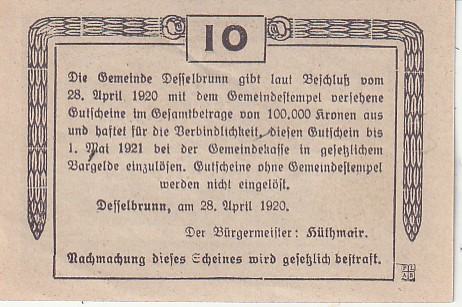 10
Die Gemeinde Desselbrunn gibt laut Beschluß vom
28. April 1920 mit dem Gemeindestempel versehene
Gutscheine im Gesamtbetrage von 100.000 Kronen aus
und haftet für die Verbindlichkeit, diesen Gutschein bis
1. Mai 1921 bei der Gemeindekasse in gesetzlichem
Bargelde einzulösen. Gutscheine ohne Gemeindestempel
werden nicht eingelöst.
Desselbrunn, am 28. April 1920.
Der Bürgermeister: Hüthmair.
Nachmachung dieses Scheines wird gesetzlich bestraft.